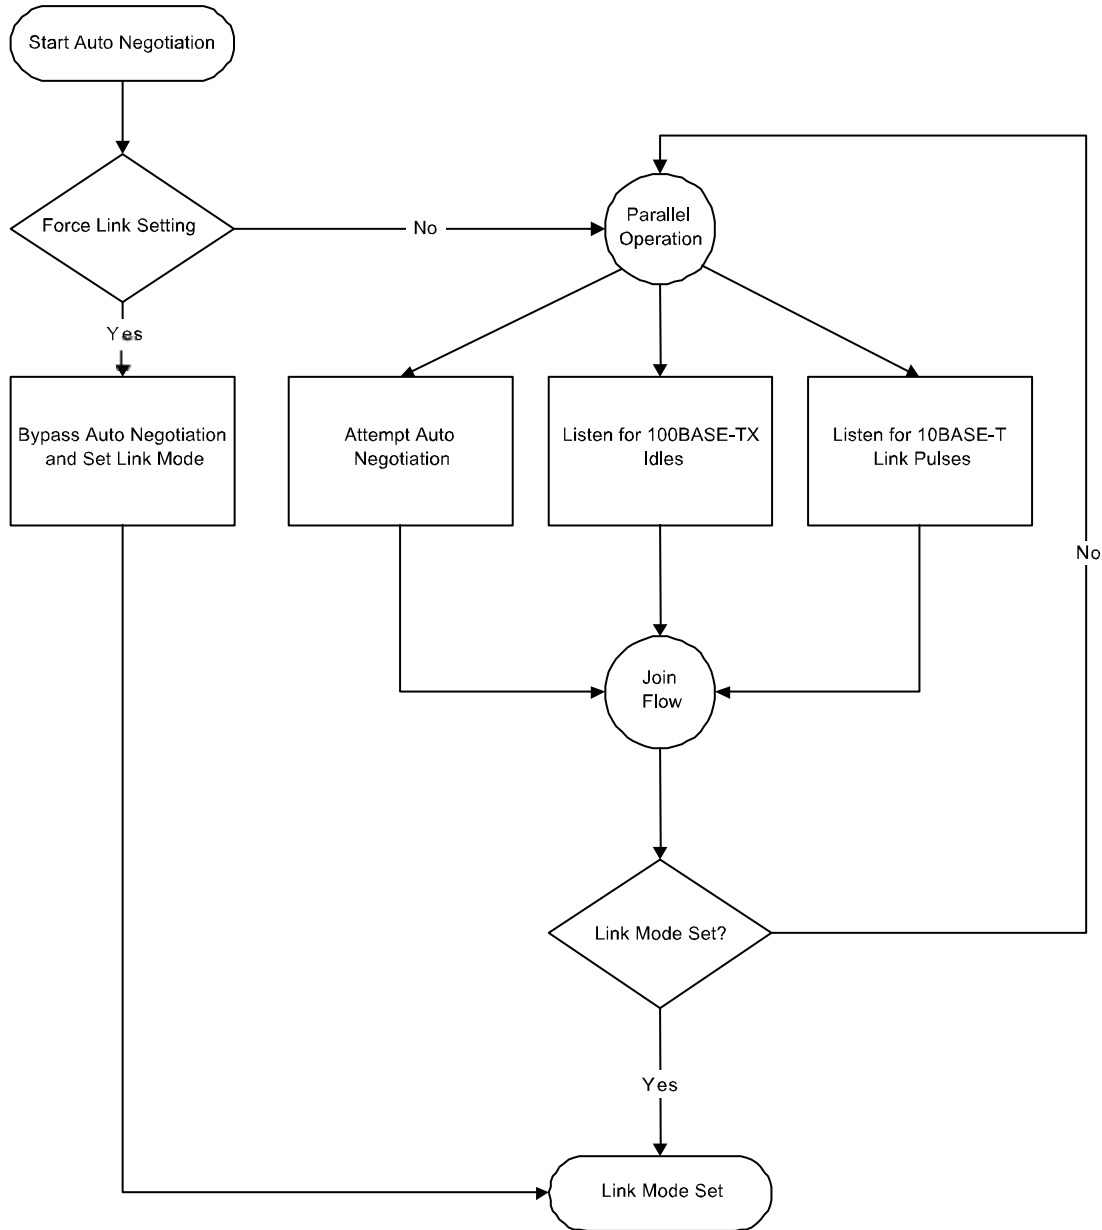 Start Auto Negotiation
Force Link Setting
No
Parallel
Operation
Yes
Bypass Auto Negotiation
and Set Link Mode
Attempt Auto
Negotiation
Listen for 100BASE-TX
Idles
Listen for 10BASE-T
Link Pulses
No
Join
Flow
Link Mode Set?
Yes
Link Mode Set